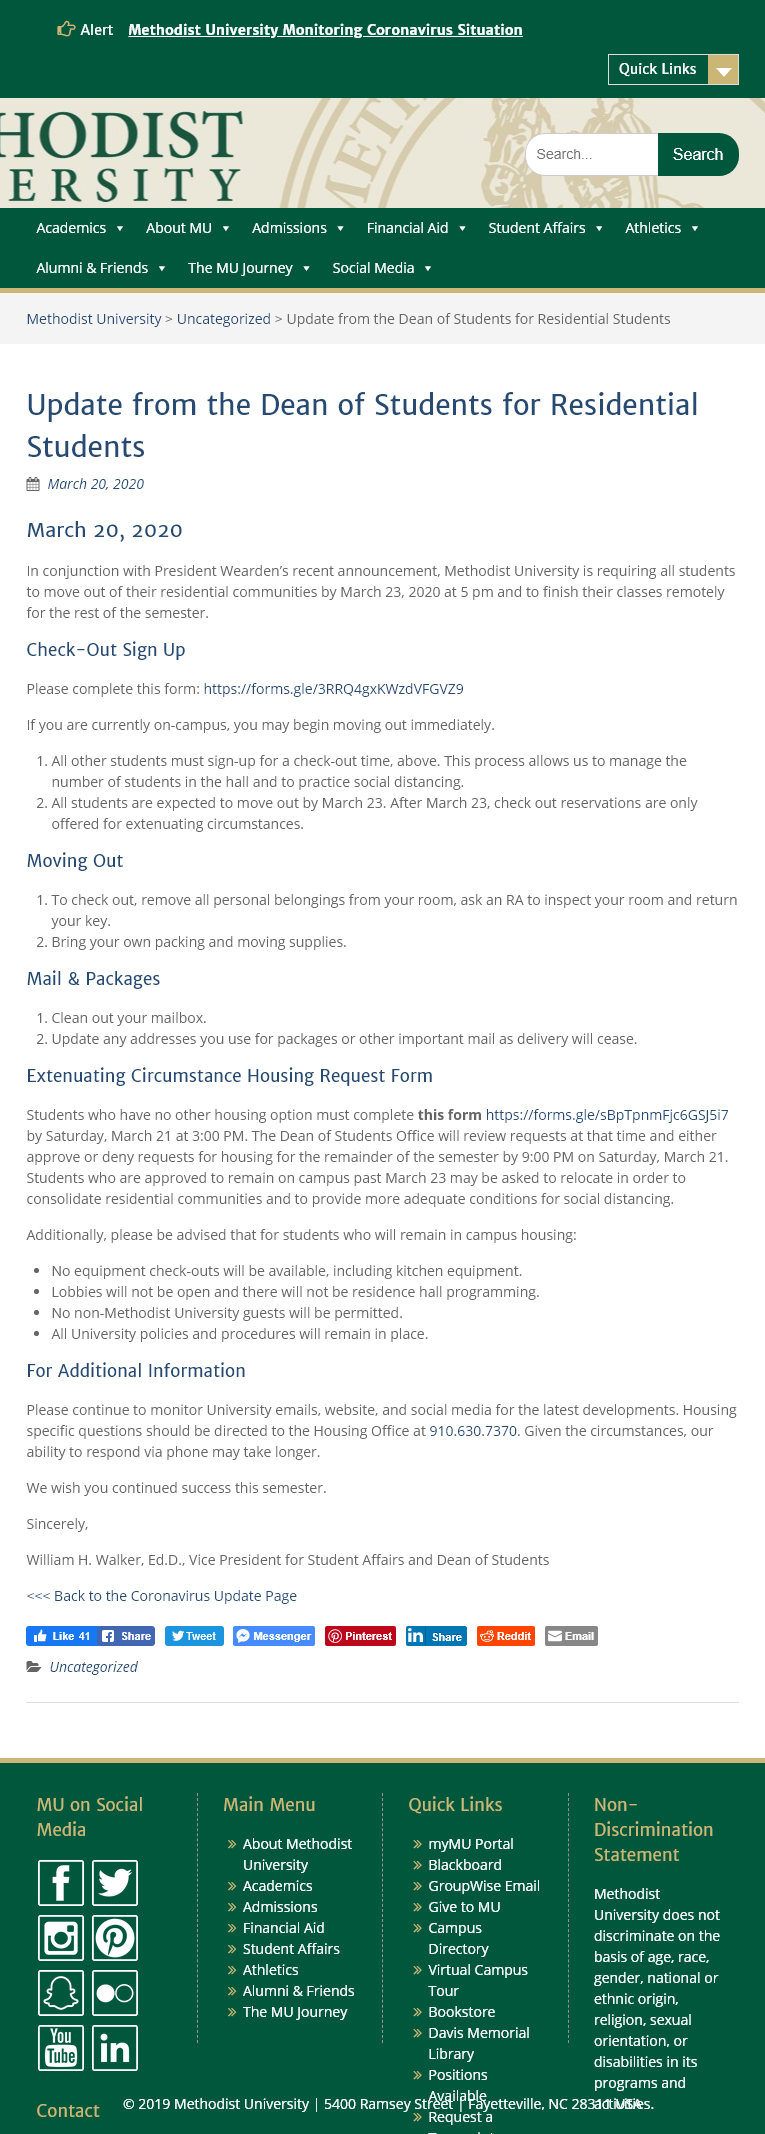 Alert Methodist University Monitoring Coronavirus Situation
Quick Links
HODIST
ERSITY
Search...
Search
Academics About MU Admissions Financial Aid Student Affairs Athletics
Alumni & Friends The MU Journey Social Media
Methodist University > Uncategorized > Update from the Dean of Students for Residential Students
Update from the Dean of Students for Residential
Students
March 20, 2020
March 20, 2020
In conjunction with President Wearden’s recent announcement, Methodist University is requiring all students
to move out of their residential communities by March 23, 2020 at 5 pm and to finish their classes remotely
for the rest of the semester.
Check-Out Sign Up
Please complete this form: https://forms.gle/3RRQ4gxKWzdVFGVZ9
If you are currently on-campus, you may begin moving out immediately.
1. All other students must sign-up for a check-out time, above. This process allows us to manage the
number of students in the hall and to practice social distancing.
2. All students are expected to move out by March 23. After March 23, check out reservations are only
offered for extenuating circumstances.
Moving Out
1. To check out, remove all personal belongings from your room, ask an RA to inspect your room and return
your key.
2. Bring your own packing and moving supplies.
Mail & Packages
1. Clean out your mailbox.
2. Update any addresses you use for packages or other important mail as delivery will cease.
Extenuating Circumstance Housing Request Form
Students who have no other housing option must complete this form https://forms.gle/sBpTpnmFjc6GSJ5i7
by Saturday, March 21 at 3:00 PM. The Dean of Students Office will review requests at that time and either
approve or deny requests for housing for the remainder of the semester by 9:00 PM on Saturday, March 21.
Students who are approved to remain on campus past March 23 may be asked to relocate in order to
consolidate residential communities and to provide more adequate conditions for social distancing.
Additionally, please be advised that for students who will remain in campus housing:
• No equipment check-outs will be available, including kitchen equipment.
• Lobbies will not be open and there will not be residence hall programming.
• No non-Methodist University guests will be permitted.
• All University policies and procedures will remain in place.
For Additional Information
Please continue to monitor University emails, website, and social media for the latest developments. Housing
specific questions should be directed to the Housing Office at 910.630.7370. Given the circumstances, our
ability to respond via phone may take longer.
We wish you continued success this semester.
Sincerely,
William H. Walker, Ed.D., Vice President for Student Affairs and Dean of Students
<<< Back to the Coronavirus Update Page
Like 41 Share Tweet Messenger Pinterest Share Reddit Email
Uncategorized
MU on Social
Media
You
Tube
Contact
Main Menu
About Methodist
University
Academics
Admissions
Financial Aid
Student Affairs
Athletics
Alumni & Friends
The MU Journey
Quick Links
myMU Portal
Blackboard
GroupWise Email
Give to MU
Campus
Directory
Virtual Campus
Tour
Bookstore
Davis Memorial
Library
Positions
Available
Request a
Non-
Discrimination
Statement
Methodist
University does not
discriminate on the
basis of age, race,
gender, national or
ethnic origin,
religion, sexual
orientation, or
disabilities in its
programs and
activities.
© 2019 Methodist University | 5400 Ramsey Street | Fayetteville, NC 28311 USA